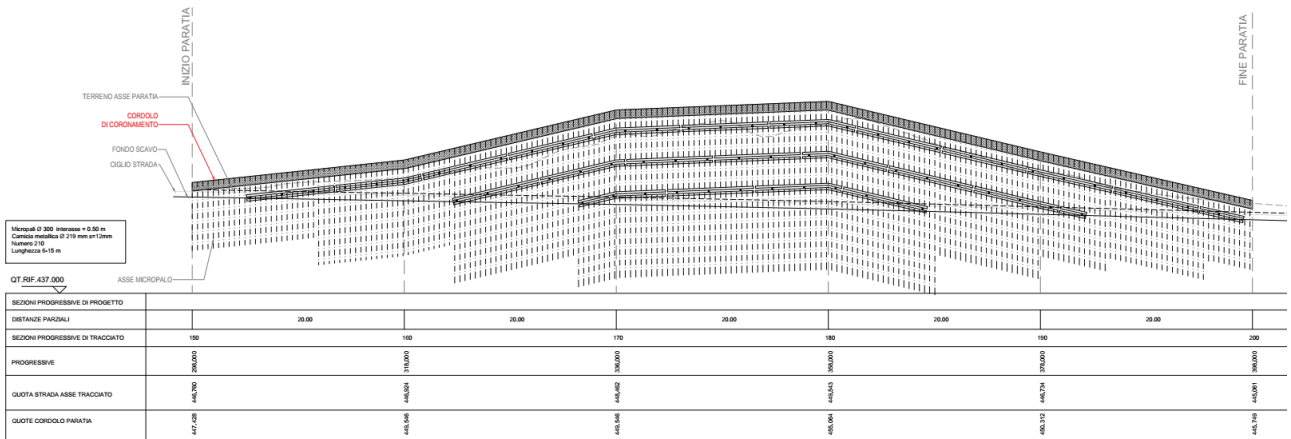 INIZIO PARATIA
FINE PARATIA
TERRENO ASSE PARATIA
CORDOLO
DI CORONAMENTO
FONDO SCAVO
CIGLIO STRADA
Micropali Ø 300 interasse = 0.50 m
Camicia metallica Ø 219 mm s=12mm
Numero 210
Lunghezza 6-15 m
ASSE MICROPALO
QT.RIF.437.000
SEZIONI PROGRESSIVE DI PROGETTO
DISTANZE PARZIALI 20.00 20.00 20.00 20.00 20.00
SEZIONI PROGRESSIVE DI TRACCIATO 150 160 170 180 190 200
PROGRESSIVE 298,000 318,000 338,000 358,000 378,000 398,000
QUOTA STRADA ASSE TRACCIATO 446,760 446,924 448,462 449,543 446,734 445,061
QUOTE CORDOLO PARATIA 447,428 449,546 449,546 455,064 450,312 445,749